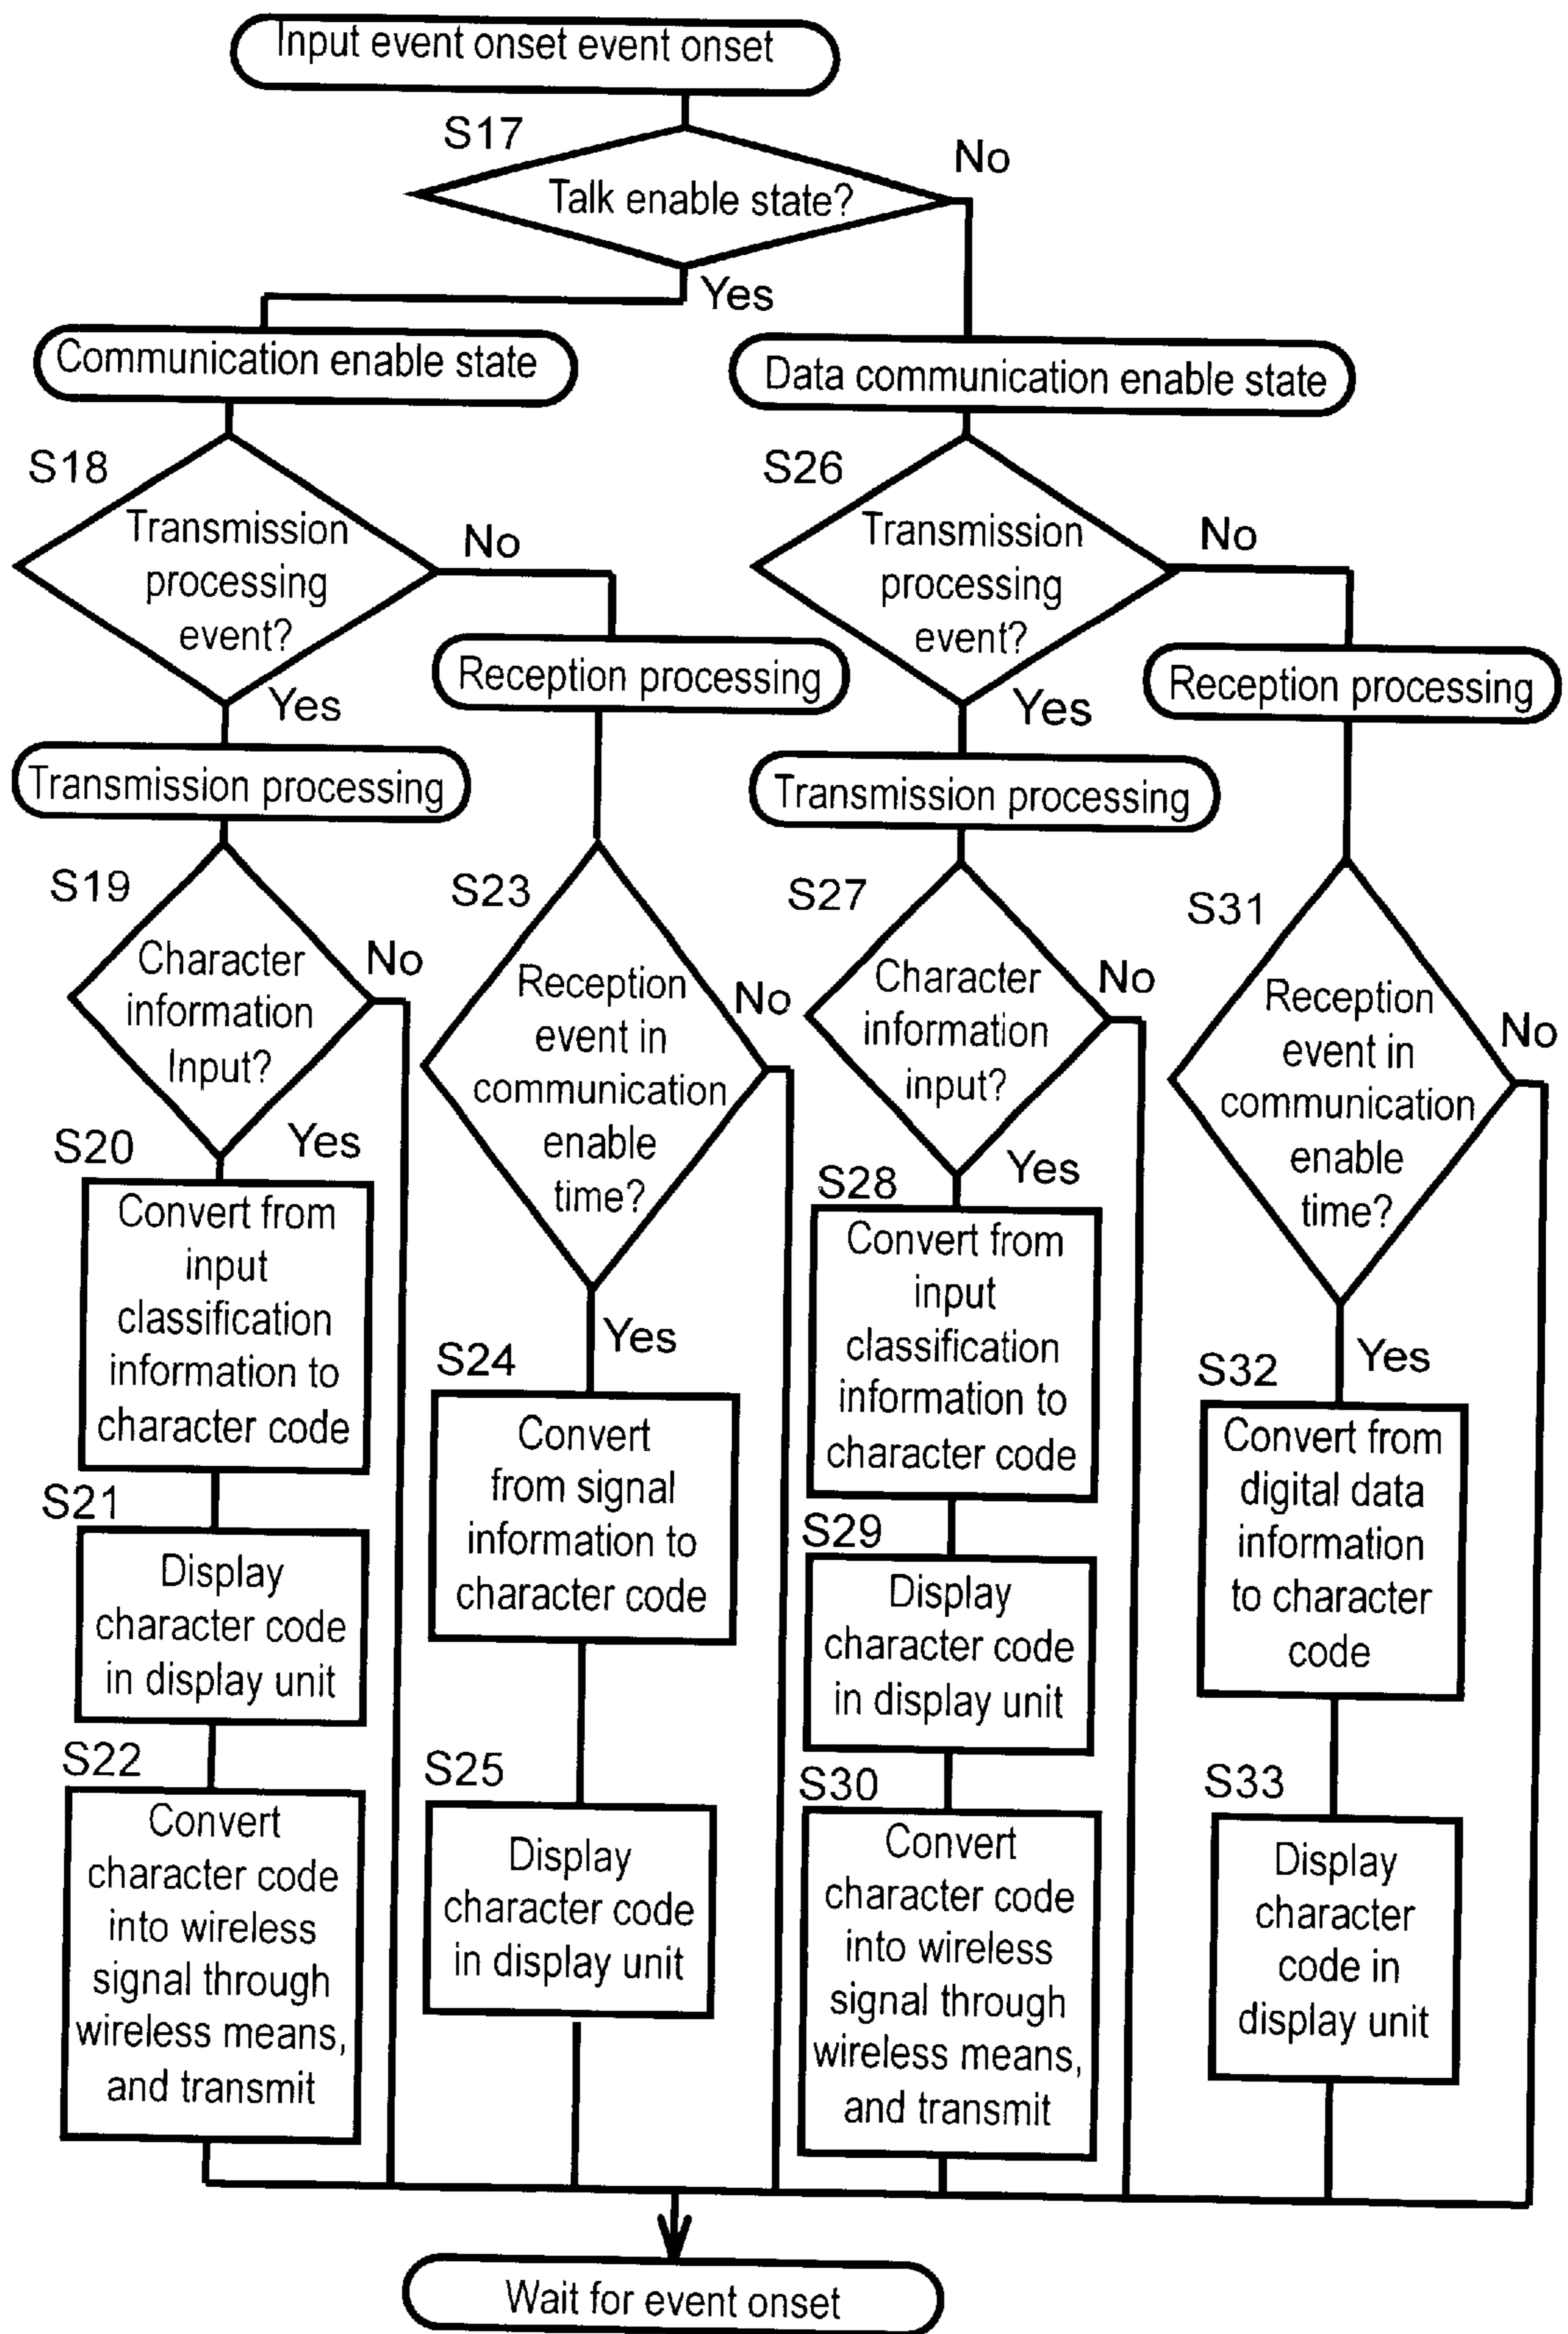 Input event onset event onset
S17
Talk enable state?
No
Yes
Communication enable state
Data communication enable state
S18
Transmission
processing
event?
No
Yes
S26
Transmission
processing
event?
No
Yes
Reception processing
Reception processing
Transmission processing
Transmission processing
S19
Character
information
Input?
No
Yes
S23
Reception
event in
communication
enable
time?
No
Yes
S27
Character
information
input?
No
Yes
S31
Reception
event in
communication
enable
time?
No
Yes
S20
Convert from
input
classification
information to
character code
S24
Convert
from signal
information to
character code
S28
Convert from
input
classification
information to
character code
S32
Convert from
digital data
information
to character
code
S21
Display
character code
in display unit
S29
Display
character code
in display unit
S22
Convert
character code
into wireless
signal through
wireless means,
and transmit
S25
Display
character code
in display unit
S30
Convert
character code
into wireless
signal through
wireless means,
and transmit
S33
Display
character
code in
display unit
Wait for event onset